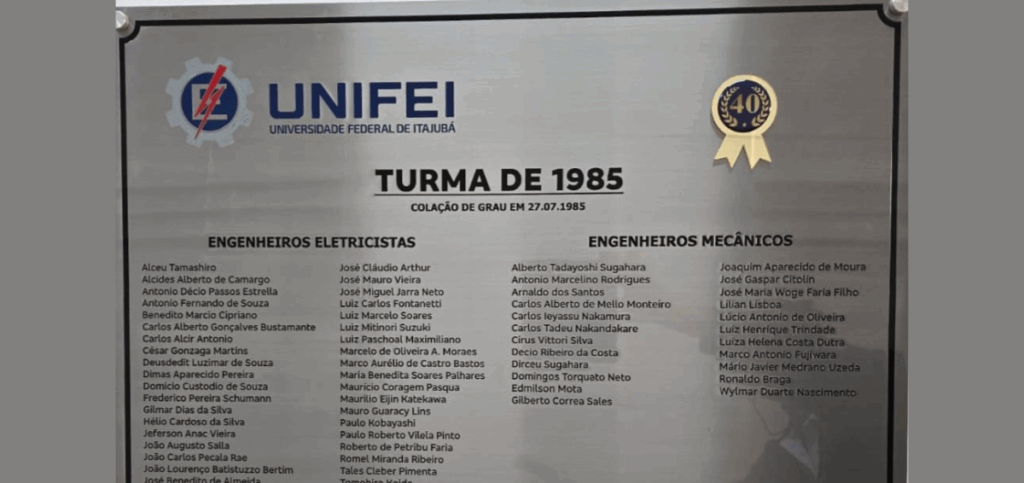 UNIFEI
UNIVERSIDADE FEDERAL DE ITAJUBÁ
40
TURMA DE 1985
COLAÇÃO DE GRAU EM 27.07.1985
ENGENHEIROS ELETRICISTAS
Alceu Tamashiro
Alcides Alberto de Camargo
Antonio Décio Passos Estrella
Antonio Fernando de Souza
Benedito Marcio Cipriano
Carlos Alberto Gonçalves Bustamante
Carlos Alcir Antonio
César Gonzaga Martins
Deusdedit Luzimar de Souza
Dimas Aparecido Pereira
Domicio Custodio de Souza
Frederico Pereira Schumann
Gilmar Dias da Silva
Hélio Cardoso da Silva
Jeferson Anac Vieira
João Augusto Salla
João Carlos Pecala Rae
João Lourenço Batistuzzo Bertim
José Benedito de Almeida
José Cláudio Arthur
José Mauro Vieira
José Miguel Jarra Neto
Luiz Carlos Fontanetti
Luiz Marcelo Soares
Luiz Mitinori Suzuki
Luiz Paschoal Maximiliano
Marcelo de Oliveira A. Moraes
Marco Aurélio de Castro Bastos
Maria Benedita Soares Palhares
Maurício Coragem Pasqua
Maurilio Eijin Katekawa
Mauro Guaracy Lins
Paulo Kobayashi
Paulo Roberto Vilela Pinto
Roberto de Petribu Faria
Romel Miranda Ribeiro
Tales Cleber Pimenta
ENGENHEIROS MECÂNICOS
Alberto Tadayoshi Sugahara
Antonio Marcelino Rodrigues
Arnaldo dos Santos
Carlos Alberto de Mello Monteiro
Carlos Ieyassu Nakamura
Carlos Tadeu Nakandakare
Cirus Vittori Silva
Decio Ribeiro da Costa
Dirceu Sugahara
Domingos Torquato Neto
Edmilson Mota
Gilberto Correa Sales
Joaquim Aparecido de Moura
José Gaspar Citolin
José Maria Woge Faria Filho
Lílian Lisboa
Lúcio Antonio de Oliveira
Luiz Henrique Trindade
Luiza Helena Costa Dutra
Marco Antonio Fujiwara
Mário Javier Medrano Uzeda
Ronaldo Braga
Wylmar Duarte Nascimento